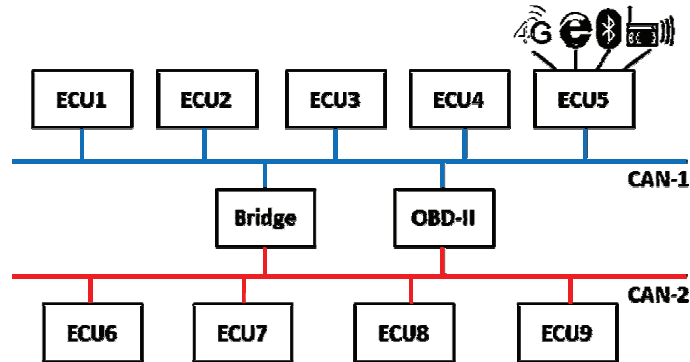 4G
ECU1 ECU2 ECU3 ECU4 ECU5
CAN-1
Bridge OBD-II
CAN-2
ECU6 ECU7 ECU8 ECU9